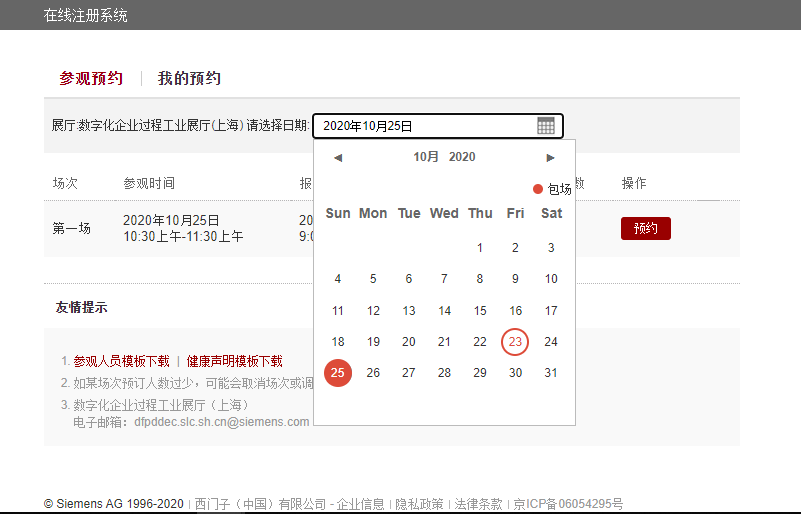 在线注册系统
参观预约 | 我的预约
展厅:数字化企业过程工业展厅(上海) 请选择日期: 2020年10月25日
◄ 10月 2020 ►
包场
场次 参观时间 报 数 操作
Sun Mon Tue Wed Thu Fri Sat
第一场 2020年10月25日 20 预约
10:30上午-11:30上午 9:0
1 2 3
4 5 6 7 8 9 10
11 12 13 14 15 16 17
18 19 20 21 22 23 24
25 26 27 28 29 30 31
友情提示
1. 参观人员模板下载 | 健康声明模板下载
2. 如某场次预订人数过少，可能会取消场次或调
3. 数字化企业过程工业展厅（上海）
电子邮箱：dfpddec.slc.sh.cn@siemens.com
© Siemens AG 1996-2020 | 西门子（中国）有限公司 - 企业信息 | 隐私政策 | 法律条款 | 京ICP备06054295号